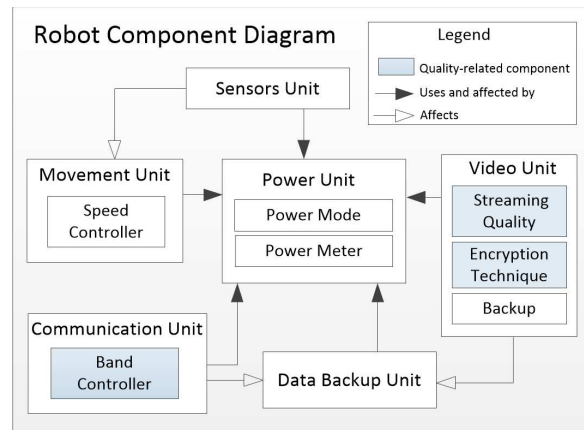 Robot Component Diagram
Legend
Quality-related component
Uses and affected by
Affects
Sensors Unit
Movement Unit
Speed
Controller
Power Unit
Power Mode
Power Meter
Video Unit
Streaming
Quality
Encryption
Technique
Backup
Communication Unit
Band
Controller
Data Backup Unit